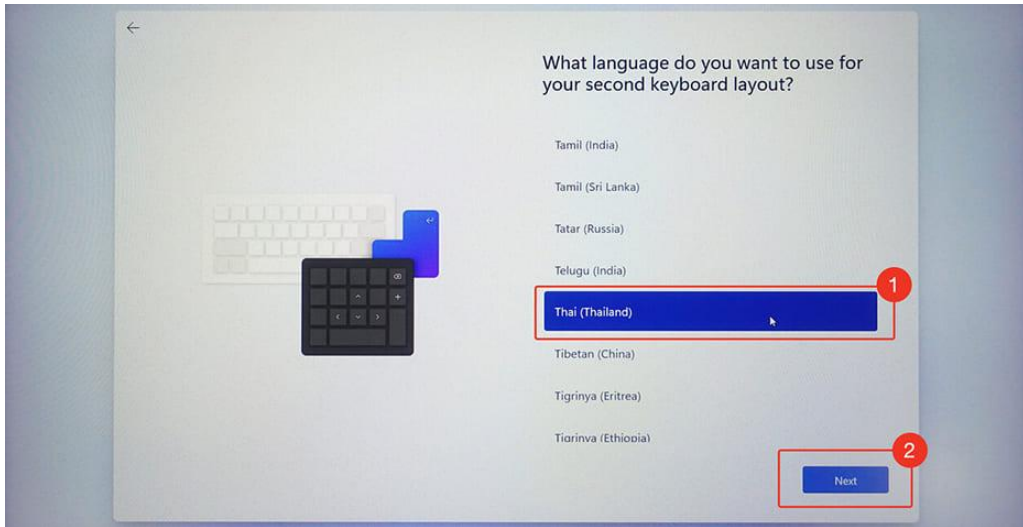 What language do you want to use for
your second keyboard layout?
Tamil (India)
Tamil (Sri Lanka)
Tatar (Russia)
Telugu (India)
1
Thai (Thailand)
Tibetan (China)
Tigrinya (Eritrea)
Tigrinya (Ethiopia)
2
Next